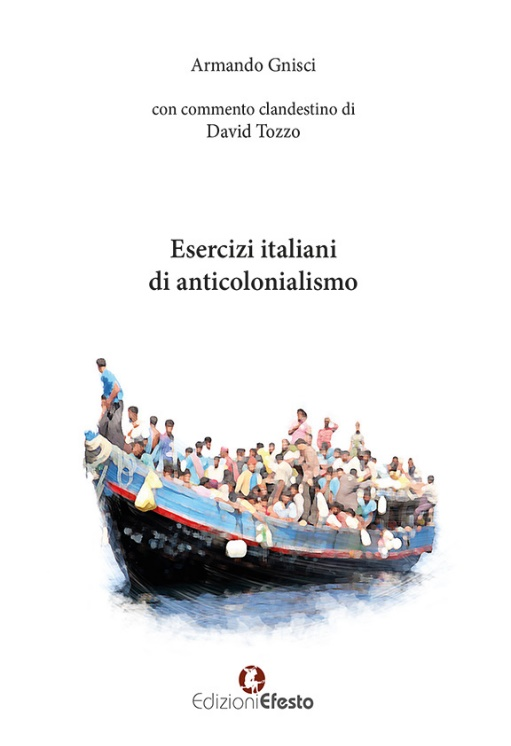 Armando Gnisci
con commento clandestino di
David Tozzo
Esercizi italiani
di anticolonialismo
EdizioniEfesto